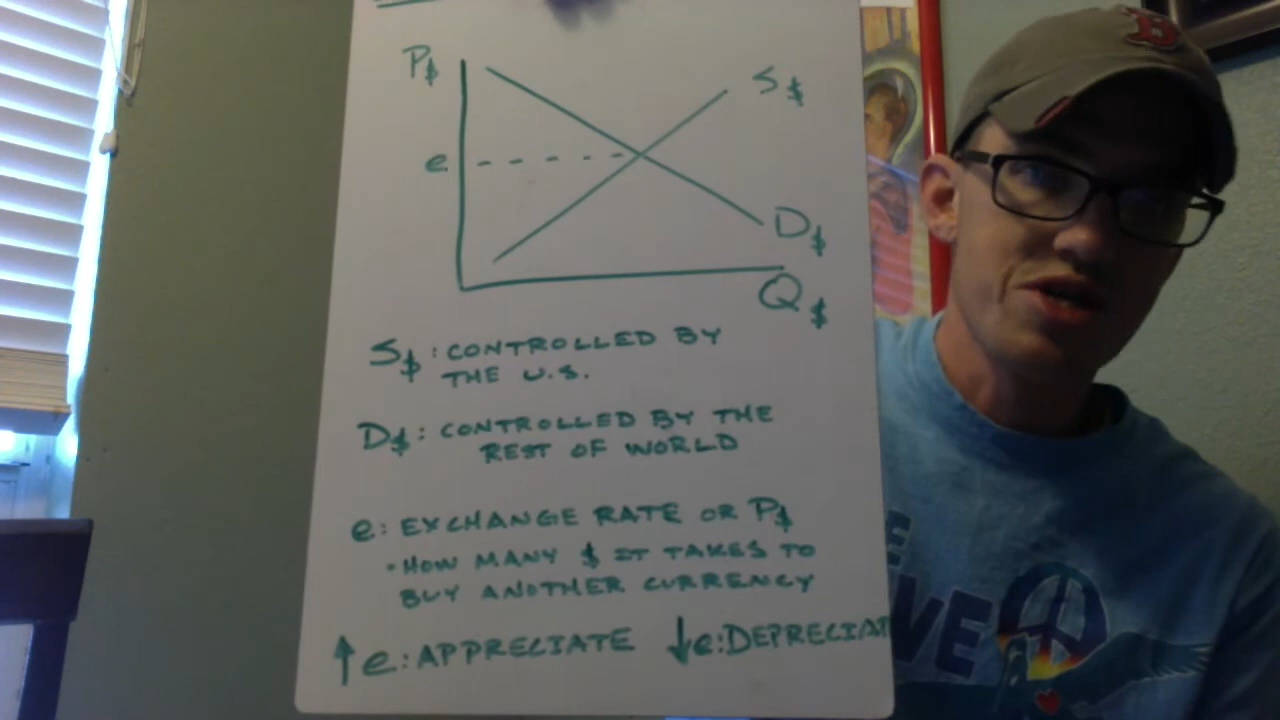 P$
S$
e
D$
Q$
S$: CONTROLLED BY
THE U.S.
D$: CONTROLLED BY THE
REST OF WORLD
e: EXCHANGE RATE OR P$
• HOW MANY $ IT TAKES TO
BUY ANOTHER CURRENCY
↑e: APPRECIATE ↓e: DEPRECIAT
B